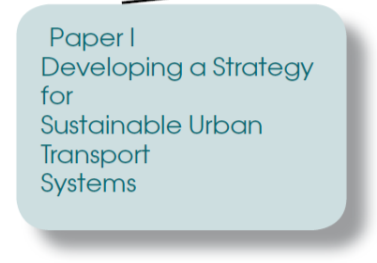 Paper I
Developing a Strategy
for
Sustainable Urban
Transport
Systems